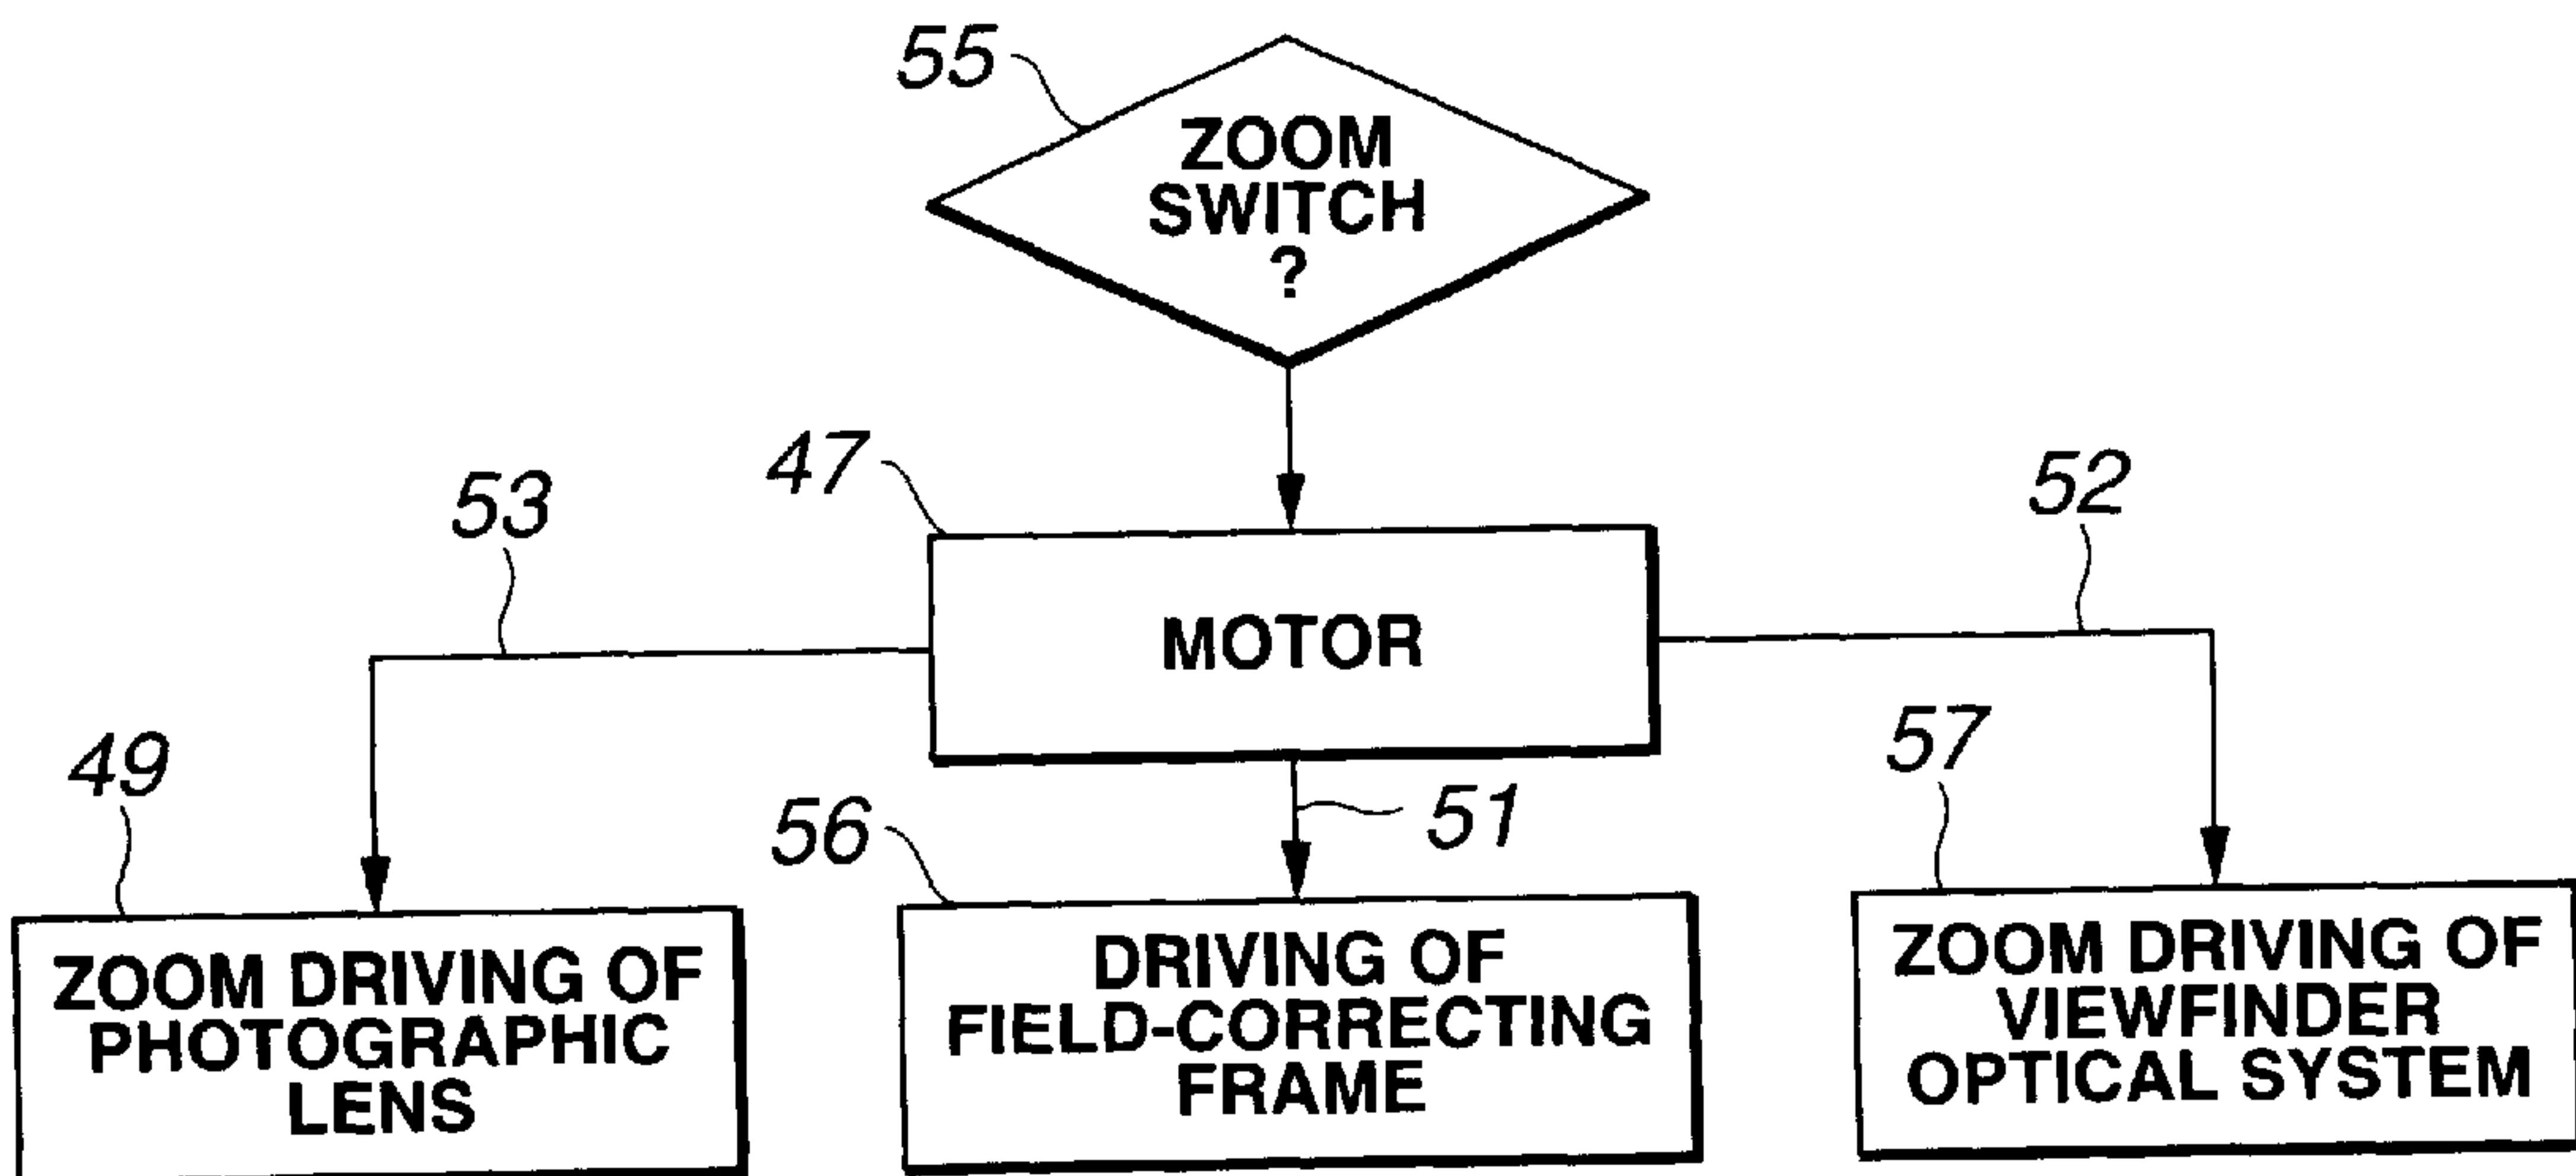 55
ZOOM
SWITCH
?
47
53
52
MOTOR
49
56
51
57
ZOOM DRIVING OF
PHOTOGRAPHIC
LENS
DRIVING OF
FIELD-CORRECTING
FRAME
ZOOM DRIVING OF
VIEWFINDER
OPTICAL SYSTEM